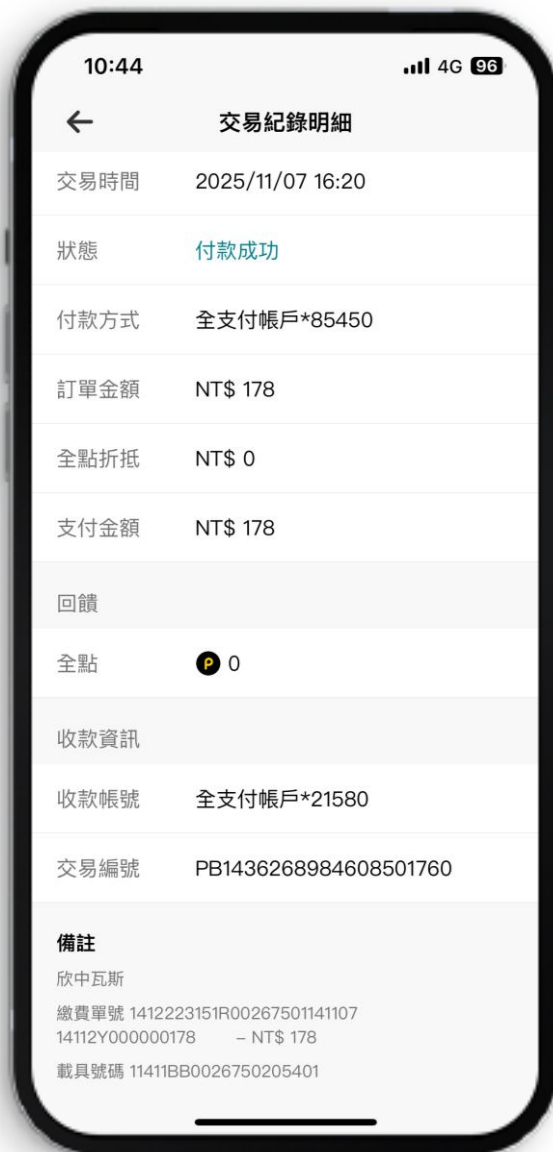 10:44 4G 96
交易紀錄明細
交易時間 2025/11/07 16:20
狀態 付款成功
付款方式 全支付帳戶*85450
訂單金額 NT$ 178
全點折抵 NT$ 0
支付金額 NT$ 178
回饋
全點 P 0
收款資訊
收款帳號 全支付帳戶*21580
交易編號 PB1436268984608501760
備註
欣中瓦斯
繳費單號 1412223151R00267501141107
14112Y000000178 – NT$ 178
載具號碼 11411BB0026750205401